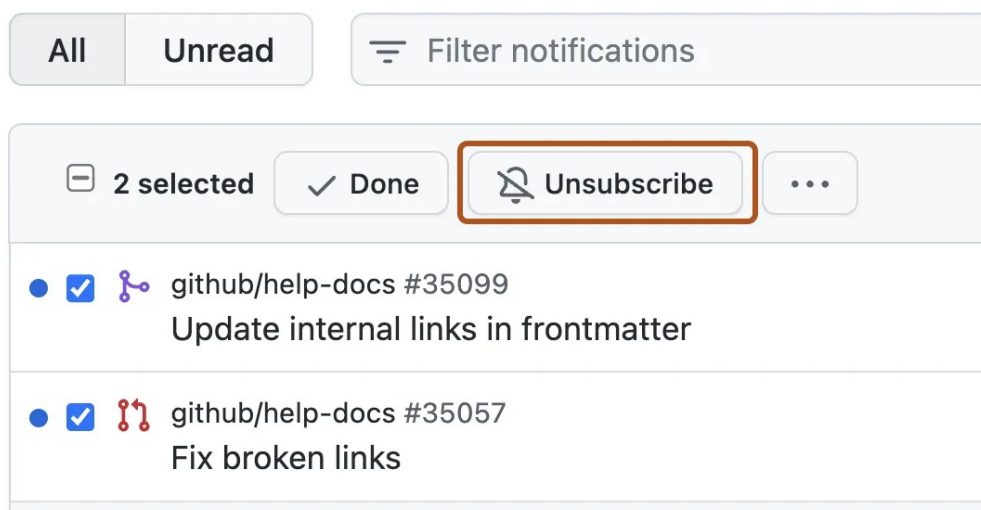 All Unread Filter notifications
2 selected Done Unsubscribe ...
github/help-docs #35099
Update internal links in frontmatter
github/help-docs #35057
Fix broken links